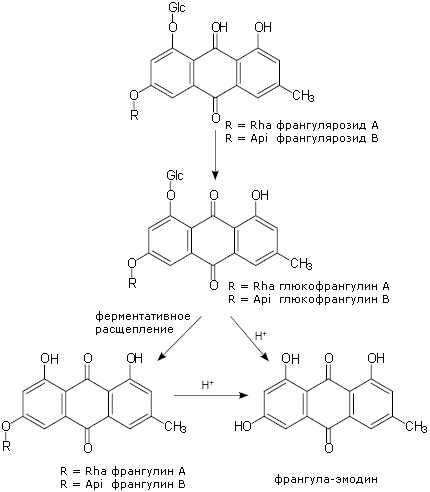 Glc
O
OH
OH
O
R
O
CH3
R = Rha франгулярозид A
R = Api франгулярозид B
Glc
O
O
OH
O
R
O
CH3
R = Rha глюкофрангулин A
R = Api глюкофрангулин B
ферментативное
расщепление
H+
OH
O
OH
O
R
O
CH3
H+
OH
O
OH
HO
O
CH3
R = Rha франгулин A
R = Api франгулин B
франгула-эмодин